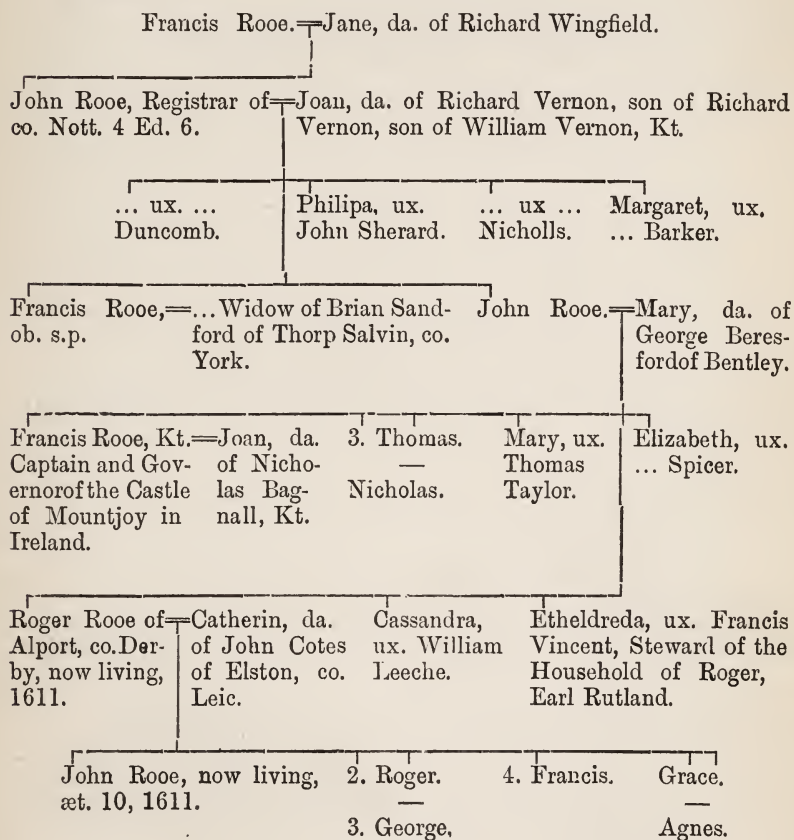 Francis Rooe.=Jane, da. of Richard Wingfield.
John Rooe, Registrar of=Joan, da. of Richard Vernon, son of Richard
co. Nott. 4 Ed. 6. Vernon, son of William Vernon, Kt.
... ux. ... Philipa, ux. ... ux ... Margaret, ux.
Duncomb. John Sherard. Nicholls. ... Barker.
Francis Rooe,=...Widow of Brian Sand- John Rooe.=Mary, da. of
ob. s.p. ford of Thorp Salvin, co. George Beres-
York. fordof Bentley.
Francis Rooe, Kt.=Joan, da. 3. Thomas. Mary, ux. Elizabeth, ux.
Captain and Gov- of Nicho- — Thomas ... Spicer.
ernorof the Castle las Bag- Nicholas. Taylor.
of Mountjoy in nall, Kt.
Ireland.
Roger Rooe of=Catherin, da. Cassandra, Etheldreda, ux. Francis
Alport, co.Der- of John Cotes ux. William Vincent, Steward of the
by, now living, of Elston, co. Leeche. Household of Roger,
1611. Leic. Earl Rutland.
John Rooe, now living, 2. Roger. 4. Francis. Grace.
æt. 10, 1611. — —
3. George, Agnes.